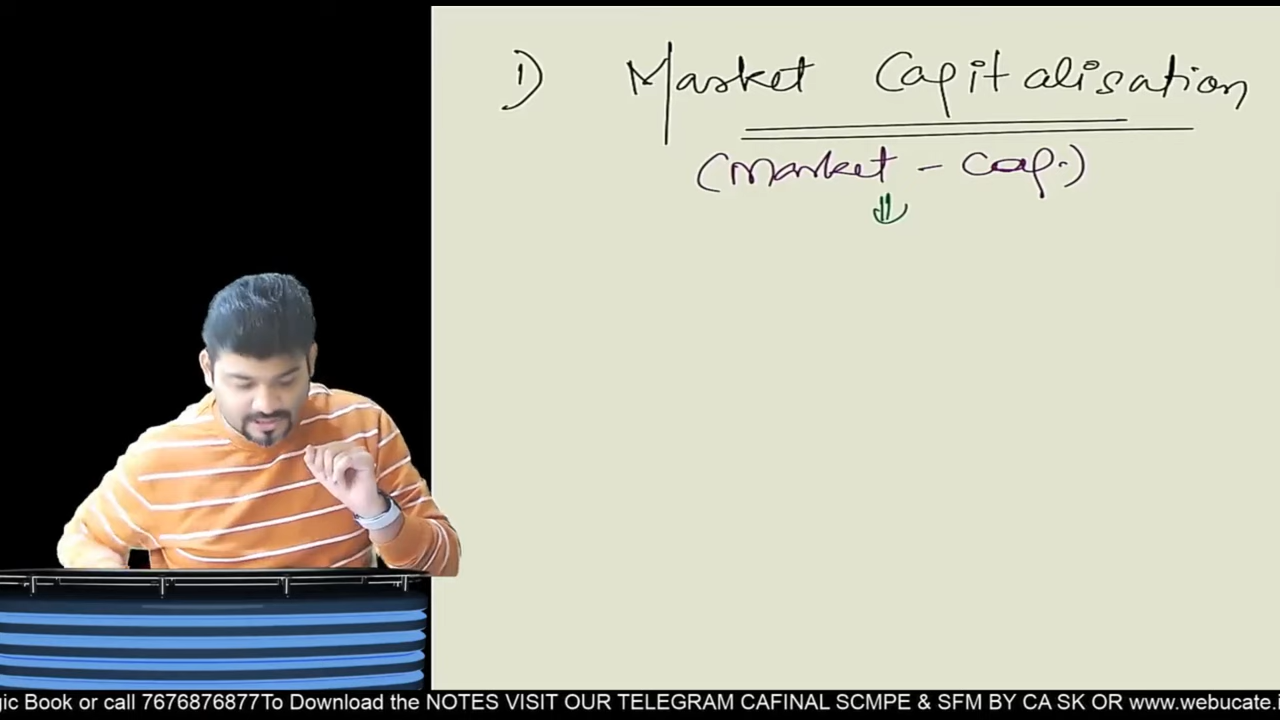 1) Market Capitalisation
(Market - Cap.)
gic Book or call 7676876877To Download the NOTES VISIT OUR TELEGRAM CAFINAL SCMPE & SFM BY CA SK OR www.webucate.i